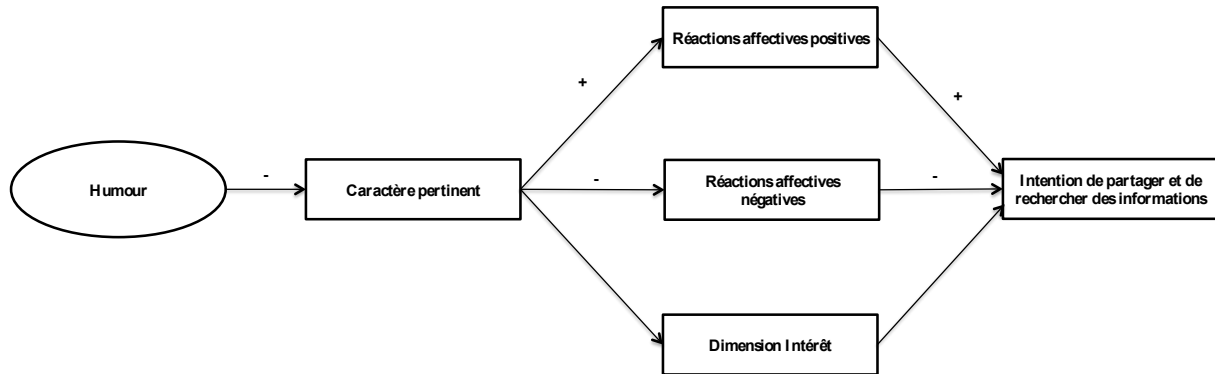 Réactions affectives positives
+
+
Humour
-
Caractère pertinent
-
Réactions affectives
négatives
-
Intention de partager et de
rechercher des informations
Dimension Intérêt